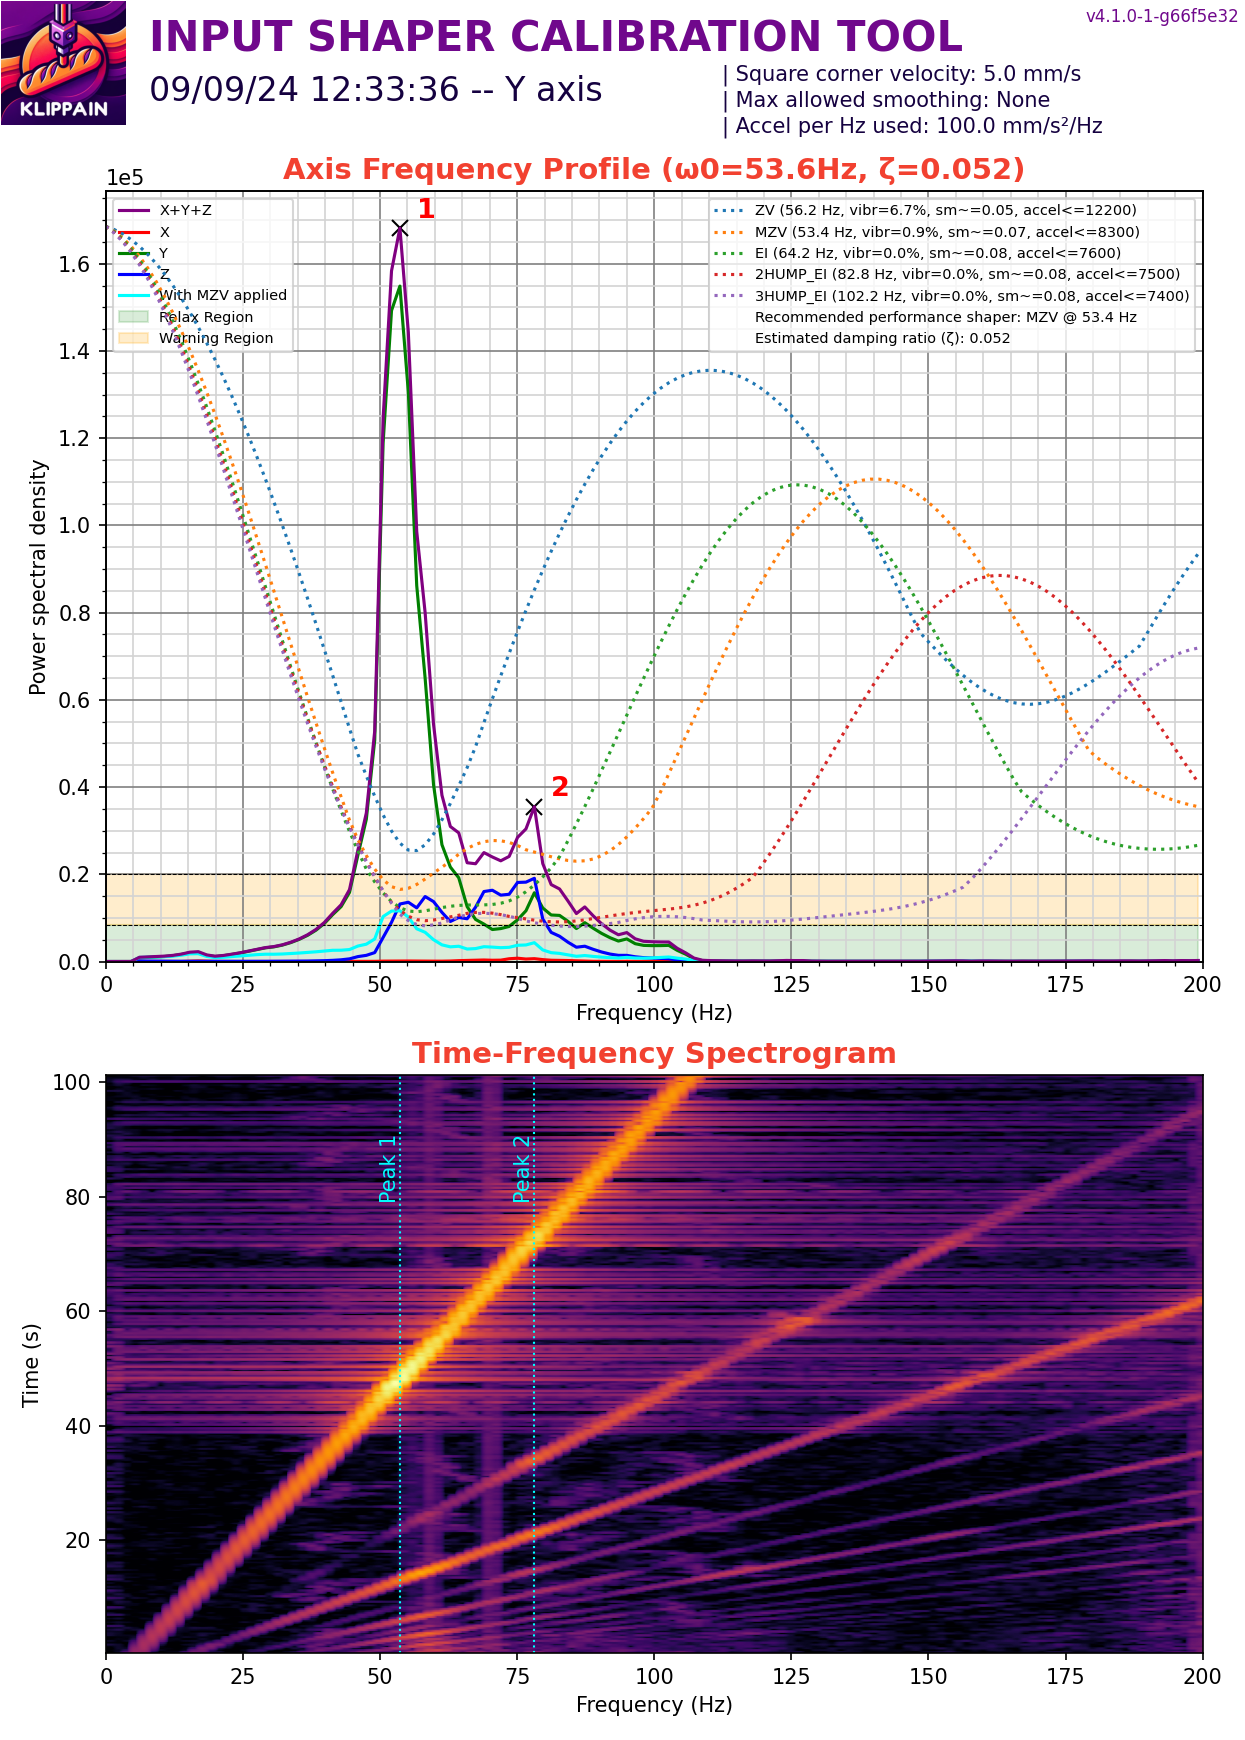 v4.1.0-1-g66f5e32
INPUT SHAPER CALIBRATION TOOL
KLIPPAIN
09/09/24 12:33:36 -- Y axis
| Square corner velocity: 5.0 mm/s
| Max allowed smoothing: None
| Accel per Hz used: 100.0 mm/s²/Hz
Axis Frequency Profile (ω0=53.6Hz, ζ=0.052)
1e5
X+Y+Z
X
Y
Z
With MZV applied
Relax Region
Warning Region
1
ZV (56.2 Hz, vibr=6.7%, sm~=0.05, accel<=12200)
MZV (53.4 Hz, vibr=0.9%, sm~=0.07, accel<=8300)
EI (64.2 Hz, vibr=0.0%, sm~=0.08, accel<=7600)
2HUMP_EI (82.8 Hz, vibr=0.0%, sm~=0.08, accel<=7500)
3HUMP_EI (102.2 Hz, vibr=0.0%, sm~=0.08, accel<=7400)
Recommended performance shaper: MZV @ 53.4 Hz
Estimated damping ratio (ζ): 0.052
2
Power spectral density
1.6
1.4
1.2
1.0
0.8
0.6
0.4
0.2
0.0
0 25 50 75 100 125 150 175 200
Frequency (Hz)
Time-Frequency Spectrogram
Peak 1
Peak 2
Time (s)
100
80
60
40
20
0 25 50 75 100 125 150 175 200
Frequency (Hz)